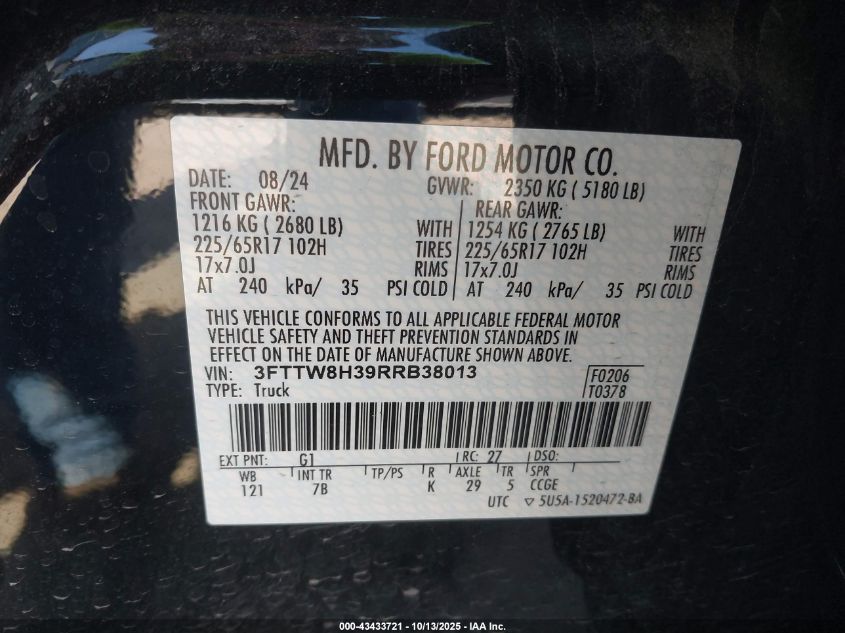 MFD. BY FORD MOTOR CO.
DATE: 08/24 GVWR: 2350 KG ( 5180 LB)
FRONT GAWR: REAR GAWR:
1216 KG ( 2680 LB) WITH 1254 KG ( 2765 LB) WITH
225/65R17 102H TIRES 225/65R17 102H TIRES
17x7.0J RIMS 17x7.0J RIMS
AT 240 kPa/ 35 PSI COLD AT 240 kPa/ 35 PSI COLD
THIS VEHICLE CONFORMS TO ALL APPLICABLE FEDERAL MOTOR
VEHICLE SAFETY AND THEFT PREVENTION STANDARDS IN
EFFECT ON THE DATE OF MANUFACTURE SHOWN ABOVE.
VIN: 3FTTW8H39RRB38013 F0206
TYPE: Truck T0378
EXT PNT: G1 RC: 27 DSO:
WB INT TR TP/PS R AXLE TR SPR
121 7B K 29 5 CCGE
UTC ▽ 5U5A-1520472-BA
000-43433721 | 10/13/2025 - IAA Inc.